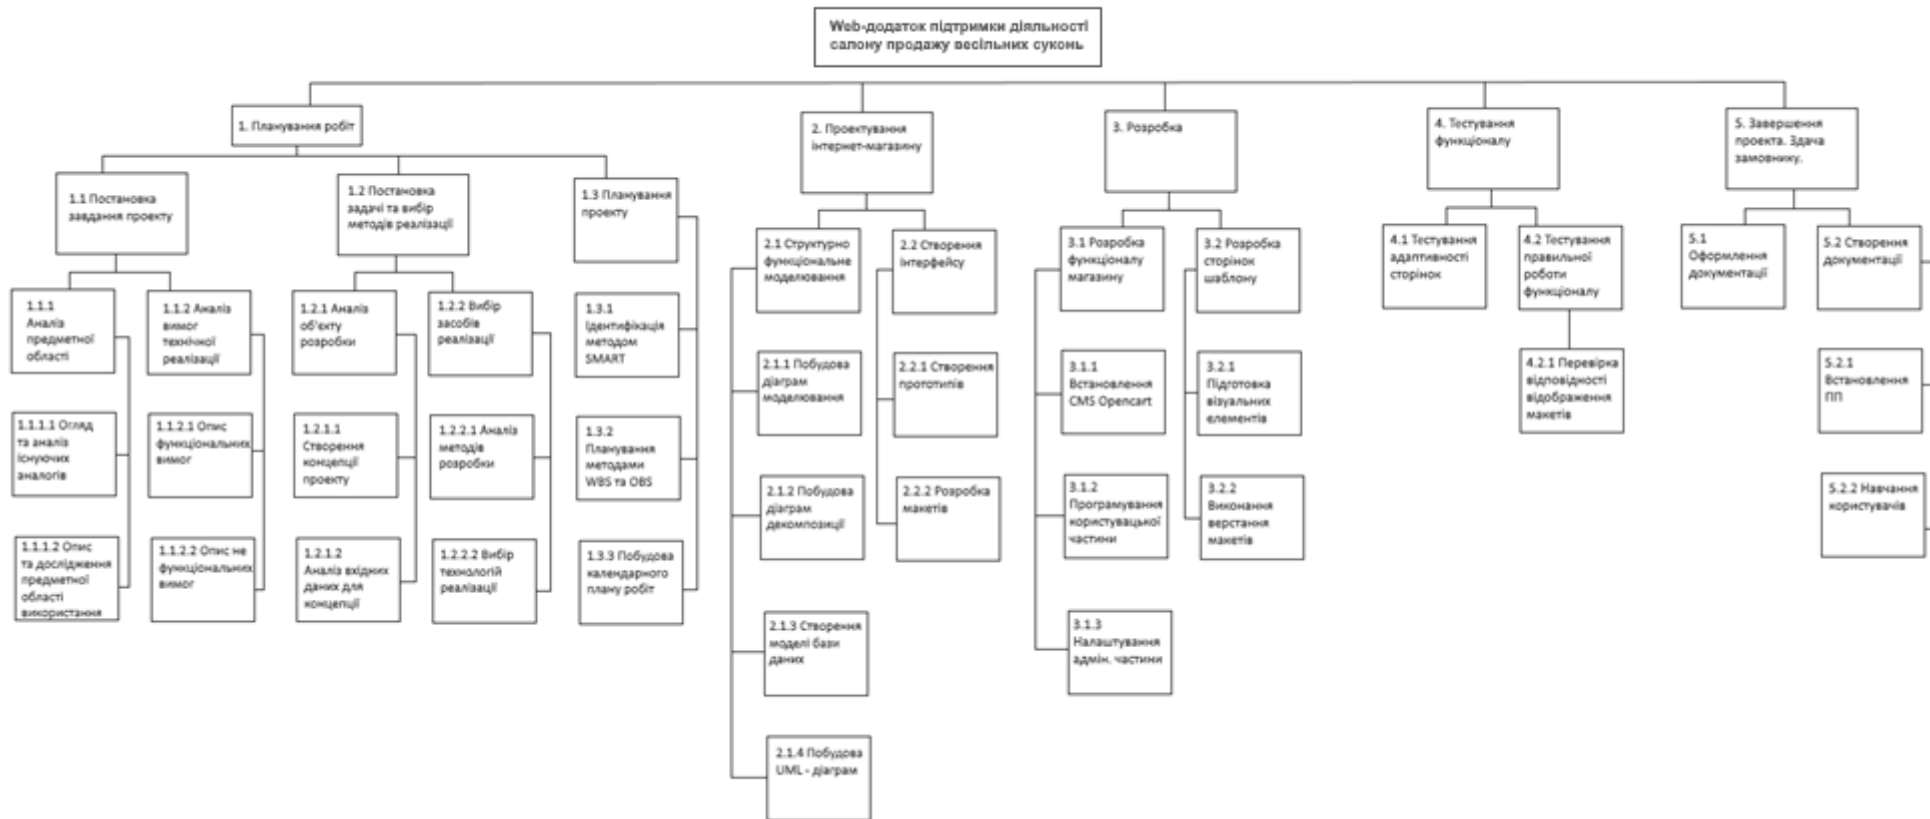 Web-додаток підтримки діяльності
салону продажу весільних суконь
1. Планування робіт
1.1 Постановка
завдання проекту
1.1.1
Аналіз
предметної
області
1.1.1.1 Огляд
та аналіз
існуючих
аналогів
1.1.1.2 Опис
та дослідження
предметної
області
використання
1.1.2 Аналіз
вимог
технічної
реалізації
1.1.2.1 Опис
функціональних
вимог
1.1.2.2 Опис не
функціональних
вимог
1.2 Постановка
задачі та вибір
методів реалізації
1.2.1 Аналіз
об'єкту
розробки
1.2.1.1
Створення
концепції
проекту
1.2.1.2
Аналіз вхідних
даних для
концепції
1.2.2 Вибір
засобів
реалізації
1.2.2.1 Аналіз
методів
розробки
1.2.2.2 Вибір
технологій
реалізації
1.3 Планування
проекту
1.3.1
Ідентифікація
методом
SMART
1.3.2
Планування
методами
WBS та OBS
1.3.3 Побудова
календарного
плану робіт
2. Проектування
інтернет-магазину
2.1 Структурно
функціональне
моделювання
2.1.1 Побудова
діаграм
моделювання
2.1.2 Побудова
діаграм
декомпозиції
2.1.3 Створення
моделі бази
даних
2.1.4 Побудова
UML - діаграм
2.2 Створення
інтерфейсу
2.2.1 Створення
прототипів
2.2.2 Розробка
макетів
3. Розробка
3.1 Розробка
функціоналу
магазину
3.1.1
Встановлення
CMS Opencart
3.1.2
Програмування
користувацької
частини
3.1.3
Налаштування
адмін. частини
3.2 Розробка
сторінок
шаблону
3.2.1
Підготовка
візуальних
елементів
3.2.2
Виконання
верстання
макетів
4. Тестування
функціоналу
4.1 Тестування
адаптивності
сторінок
4.2 Тестування
правильної
роботи
функціоналу
4.2.1 Перевірка
відповідності
відображення
макетів
5. Завершення
проекта. Здача
замовнику.
5.1
Оформлення
документації
5.2 Створення
документації
5.2.1
Встановлення
ПП
5.2.2 Навчання
користувачів